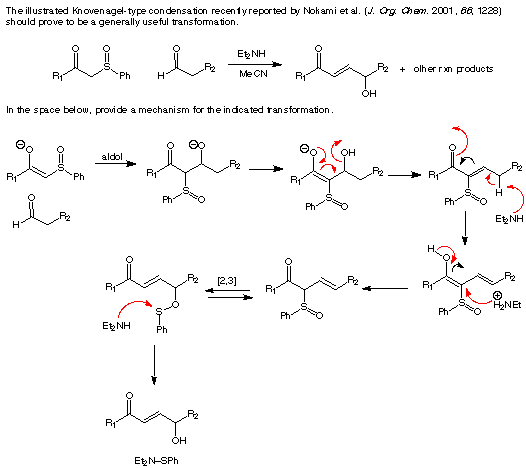 The illustrated Knovenagel-type condensation recently reported by Nokami et al. (J. Org. Chem. 2001, 66, 1228)
should prove to be a generally useful transformation.
O O O Et2NH O
R1 S Ph H R2 MeCN R1 R2 + other rxn products
OH
In the space below, provide a mechanism for the indicated transformation.
⊖O O aldol O O⊖ ⊖O OH O
R1 S Ph R1 R2 R1 R2 R1 R2
Ph S O Ph S O Ph S O H
O H R2 Et2NH
O R2 [2,3] O R2 H O R2
R1 O R1 R1
S Ph S O Ph S O ⊕
Et2NH Ph H2NEt
O R2
R1 OH
Et2N–SPh